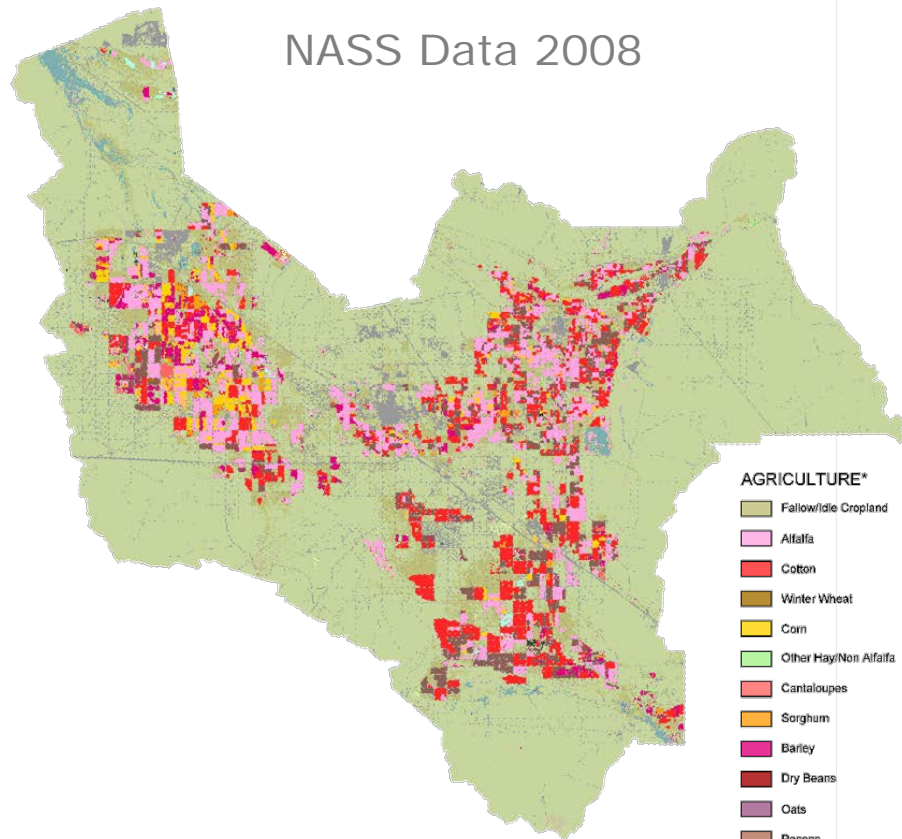 NASS Data 2008
AGRICULTURE*
Fallow/Idle Cropland
Alfalfa
Cotton
Winter Wheat
Corn
Other Hay/Non Alfalfa
Cantaloupes
Sorghum
Barley
Dry Beans
Oats